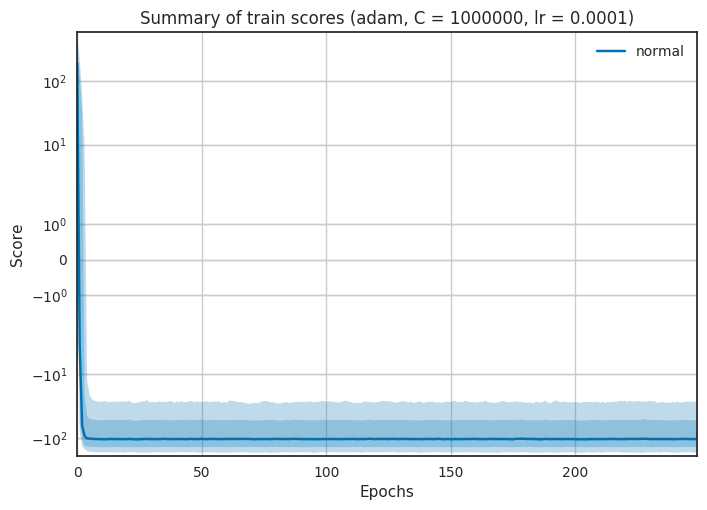 Summary of train scores (adam, C = 1000000, lr = 0.0001)
normal
10²
10¹
10⁰
0
−10⁰
−10¹
−10²
Score
0 50 100 150 200
Epochs